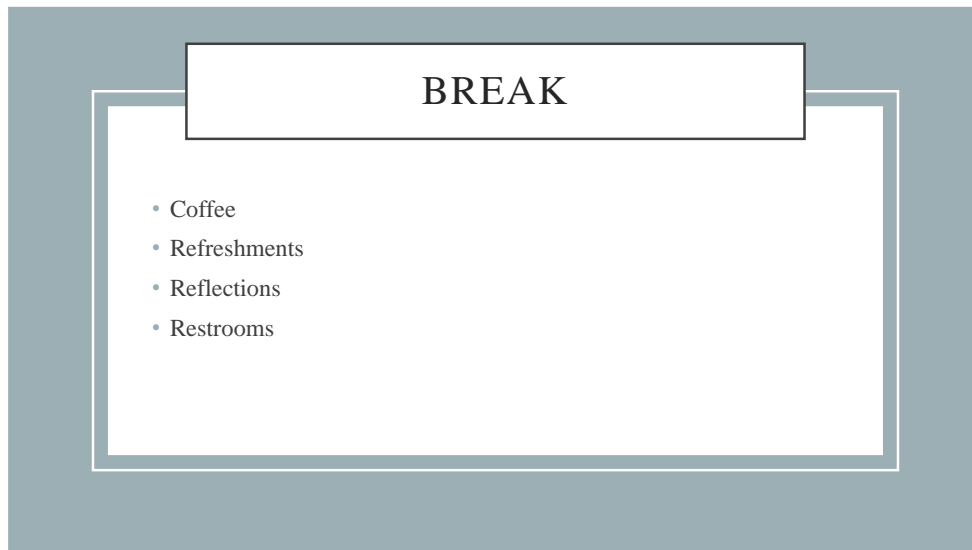 BREAK
• Coffee
• Refreshments
• Reflections
• Restrooms